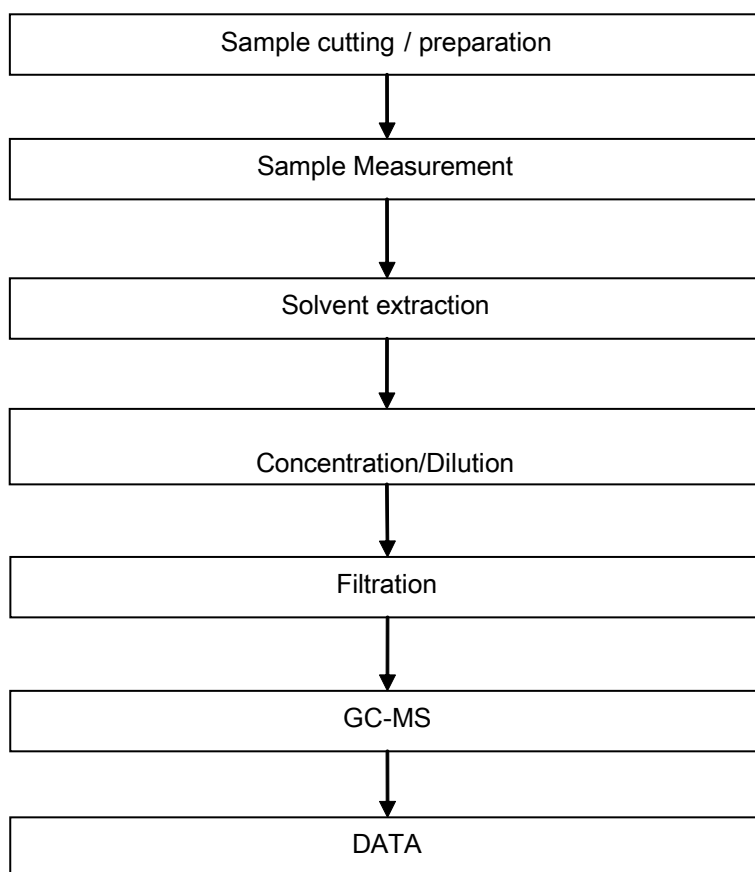 Sample cutting / preparation
Sample Measurement
Solvent extraction
Concentration/Dilution
Filtration
GC-MS
DATA